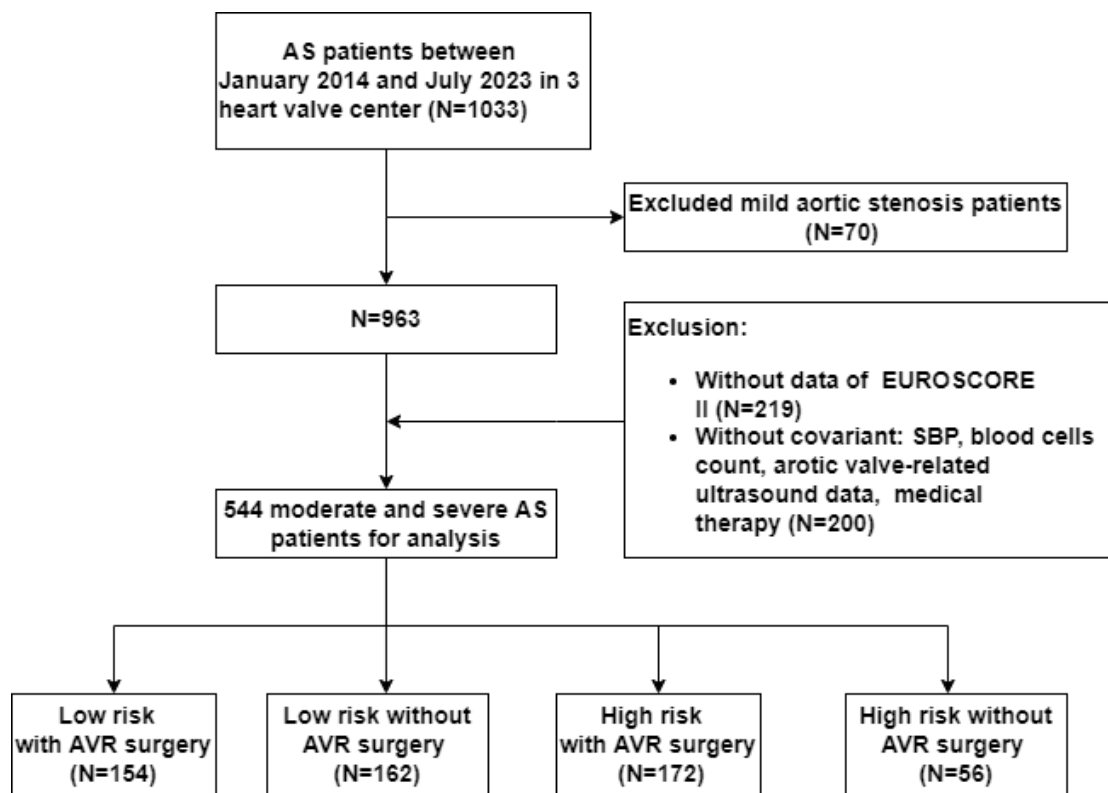 AS patients between
January 2014 and July 2023 in 3
heart valve center (N=1033)
Excluded mild aortic stenosis patients
(N=70)
N=963
Exclusion:
• Without data of EUROSCORE
II (N=219)
• Without covariant: SBP, blood cells
count, arotic valve-related
ultrasound data, medical
therapy (N=200)
544 moderate and severe AS
patients for analysis
Low risk
with AVR surgery
(N=154)
Low risk without
AVR surgery
(N=162)
High risk
with AVR surgery
(N=172)
High risk without
AVR surgery
(N=56)